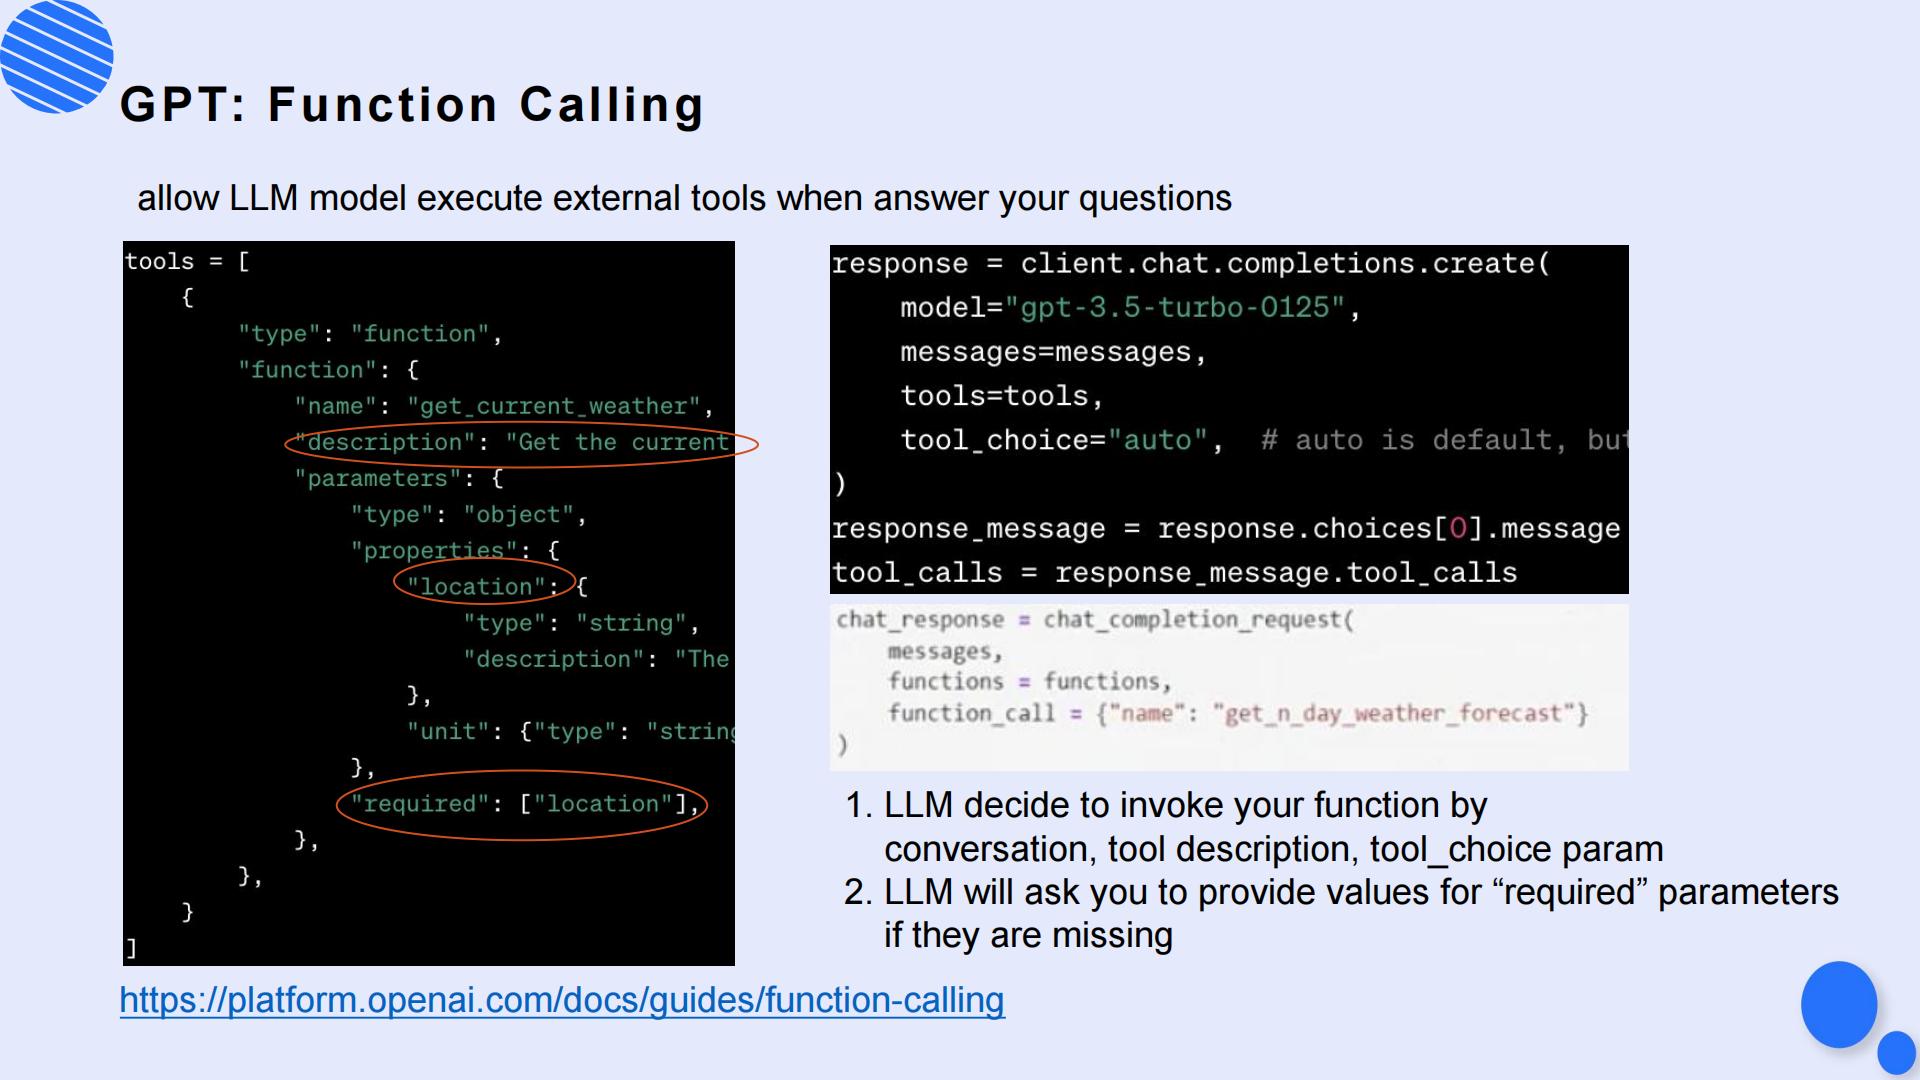 GPT: Function Calling
allow LLM model execute external tools when answer your questions
tools = [
{
"type": "function",
"function": {
"name": "get_current_weather",
"description": "Get the current
"parameters": {
"type": "object",
"properties": {
"location": {
"type": "string",
"description": "The
},
"unit": {"type": "string
},
"required": ["location"],
},
},
}
]
response = client.chat.completions.create(
model="gpt-3.5-turbo-0125",
messages=messages,
tools=tools,
tool_choice="auto",  # auto is default, but
)
response_message = response.choices[0].message
tool_calls = response_message.tool_calls
chat_response = chat_completion_request(
messages,
functions = functions,
function_call = {"name": "get_n_day_weather_forecast"}
)
1. LLM decide to invoke your function by
conversation, tool description, tool_choice param
2. LLM will ask you to provide values for “required” parameters
if they are missing
https://platform.openai.com/docs/guides/function-calling